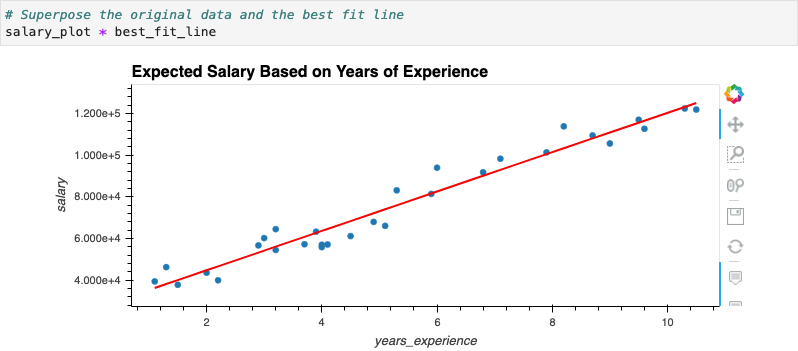 # Superpose the original data and the best fit line
salary_plot * best_fit_line
Expected Salary Based on Years of Experience
1.200e+5
1.000e+5
8.000e+4
6.000e+4
4.000e+4
salary
2 4 6 8 10
years_experience